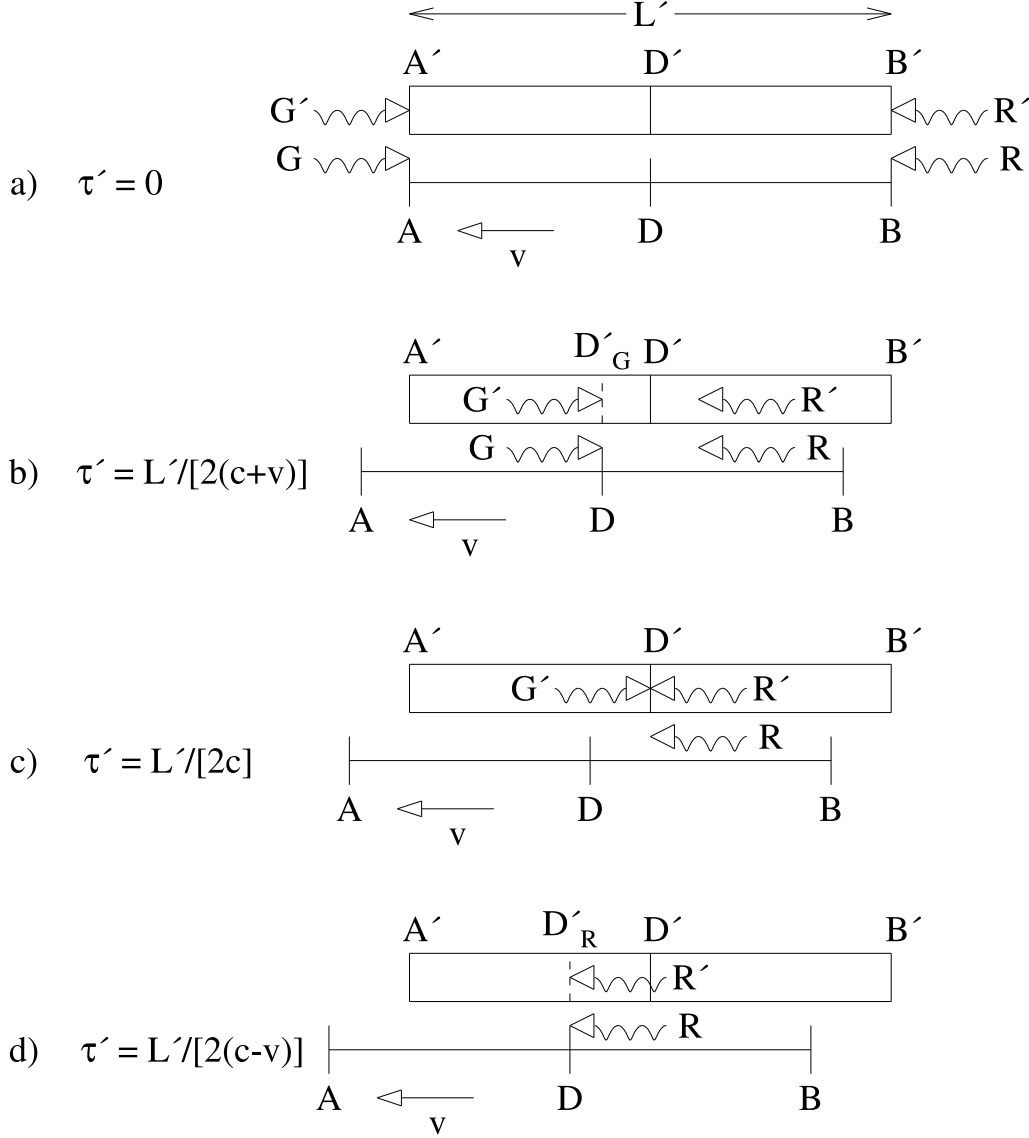 L´
A´ D´ B´
G´ R´
G R
a) τ´ = 0
A D B
v
A´ D´G D´ B´
G´ R´
G R
b) τ´ = L´/[2(c+v)]
A D B
v
A´ D´ B´
G´ R´
R
c) τ´ = L´/[2c]
A D B
v
A´ D´R D´ B´
R´
R
d) τ´ = L´/[2(c-v)]
A D B
v